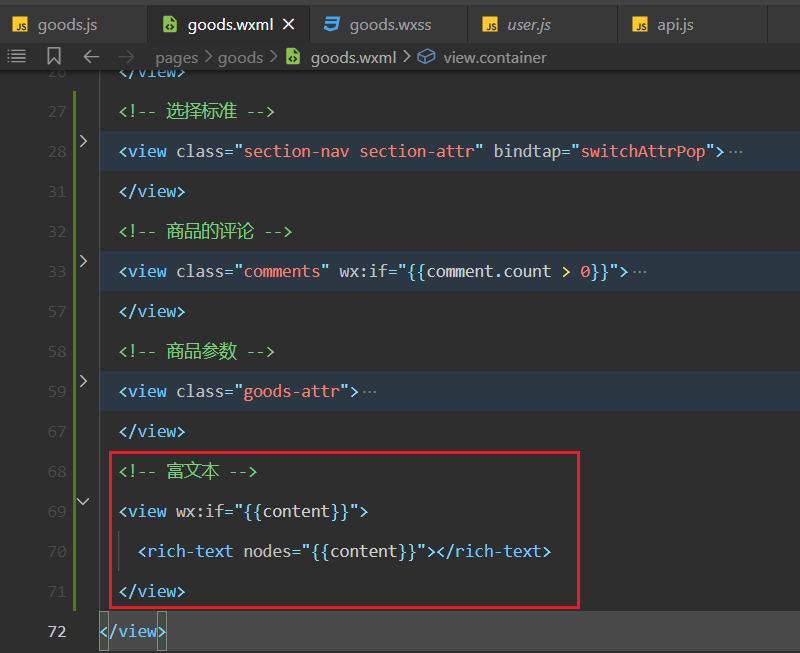 goods.js goods.wxml goods.wxss user.js api.js
pages > goods > goods.wxml > view.container
26 </view>
27 <!-- 选择标准 -->
28 <view class="section-nav section-attr" bindtap="switchAttrPop">···
31 </view>
32 <!-- 商品的评论 -->
33 <view class="comments" wx:if="{{comment.count > 0}}">···
57 </view>
58 <!-- 商品参数 -->
59 <view class="goods-attr">···
67 </view>
68 <!-- 富文本 -->
69 <view wx:if="{{content}}">
70 <rich-text nodes="{{content}}"></rich-text>
71 </view>
72 </view>